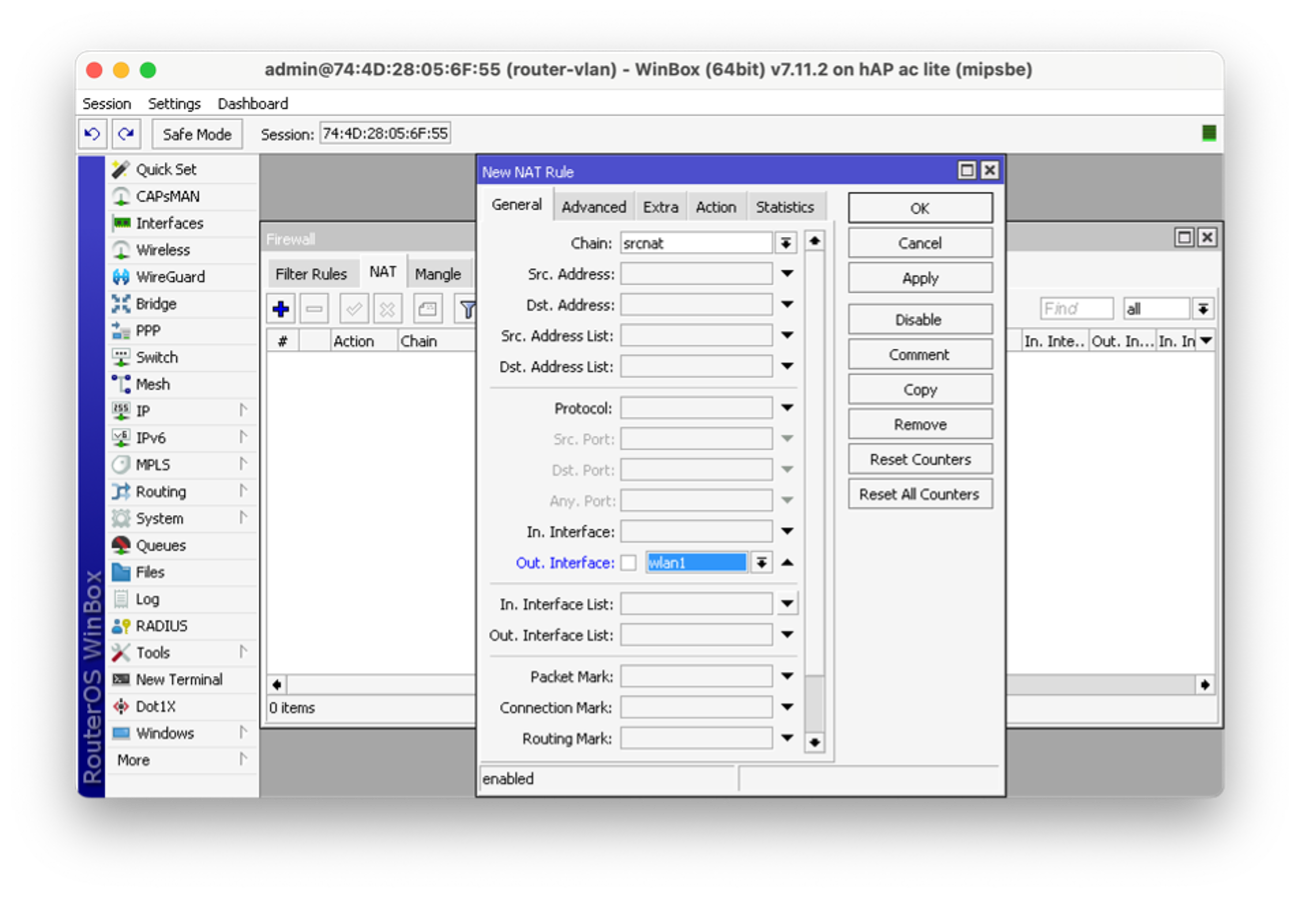 admin@74:4D:28:05:6F:55 (router-vlan) - WinBox (64bit) v7.11.2 on hAP ac lite (mipsbe)
Session Settings Dashboard
Safe Mode Session: 74:4D:28:05:6F:55
RouterOS WinBox
Quick Set
CAPsMAN
Interfaces
Wireless
WireGuard
Bridge
PPP
Switch
Mesh
IP
IPv6
MPLS
Routing
System
Queues
Files
Log
RADIUS
Tools
New Terminal
Dot1X
Windows
More
Firewall
Filter Rules NAT Mangle
Find all
# Action Chain In. Inte.. Out. In... In. In
0 items
New NAT Rule
General Advanced Extra Action Statistics
Chain: srcnat
Src. Address:
Dst. Address:
Src. Address List:
Dst. Address List:
Protocol:
Src. Port:
Dst. Port:
Any. Port:
In. Interface:
Out. Interface: wlan1
In. Interface List:
Out. Interface List:
Packet Mark:
Connection Mark:
Routing Mark:
enabled
OK
Cancel
Apply
Disable
Comment
Copy
Remove
Reset Counters
Reset All Counters